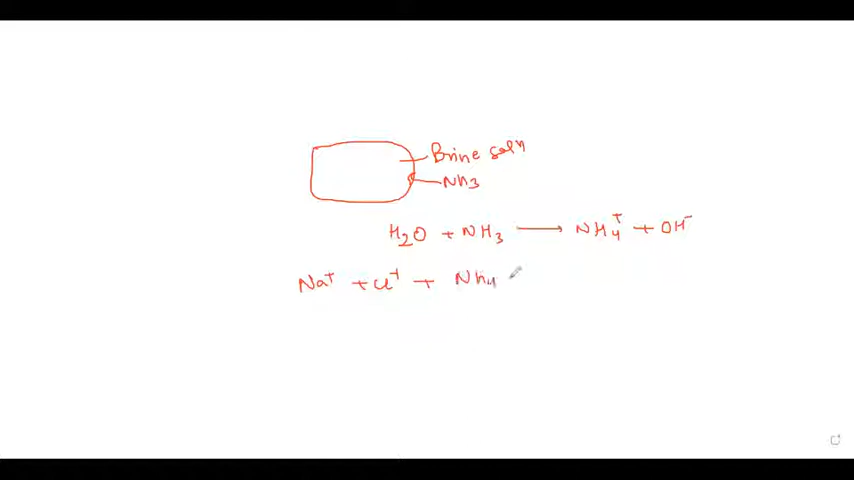 Brine solⁿ
NH3
H₂O + NH₃ ⟶ NH₄⁺ + OH⁻
Na⁺ + Cl⁺ + NH₄